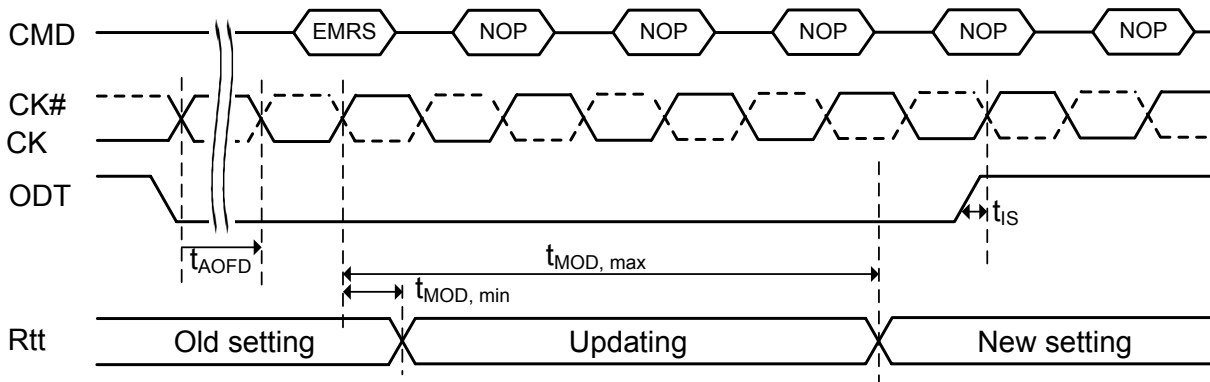 CMD EMRS NOP NOP NOP NOP NOP
CK#
CK
ODT
tIS
tAOFD
tMOD, max
tMOD, min
Rtt Old setting Updating New setting